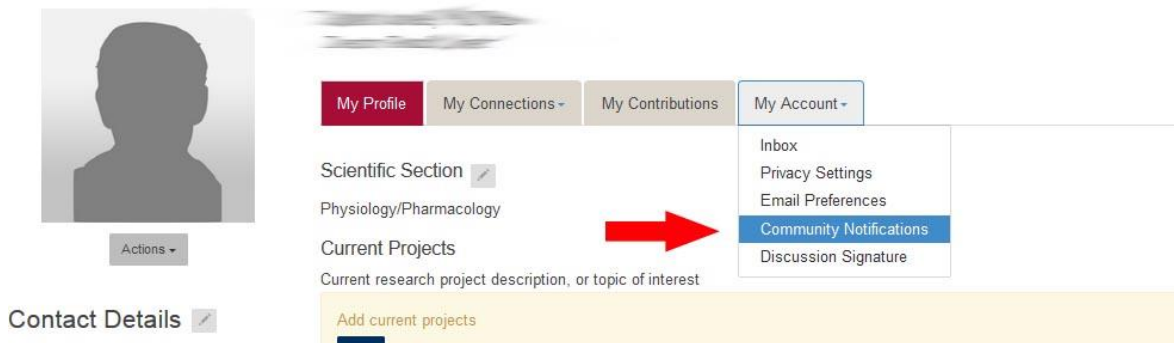 My Profile
My Connections
My Contributions
My Account
Inbox
Privacy Settings
Email Preferences
Community Notifications
Discussion Signature
Scientific Section
Physiology/Pharmacology
Current Projects
Current research project description, or topic of interest
Add current projects
Actions
Contact Details